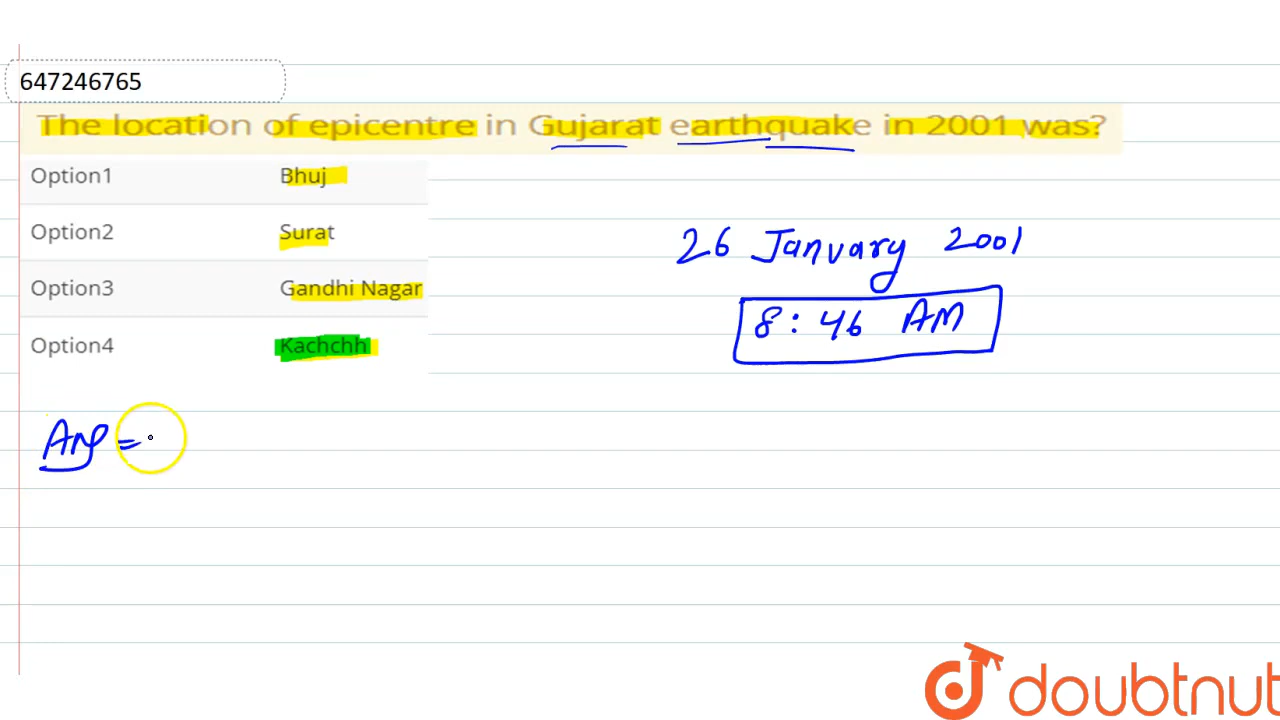 647246765
The location of epicentre in Gujarat earthquake in 2001 was?
Option1 Bhuj
Option2 Surat
Option3 Gandhi Nagar
Option4 Kachchh
26 January 2001
8:46 AM
Ans =
doubtnut